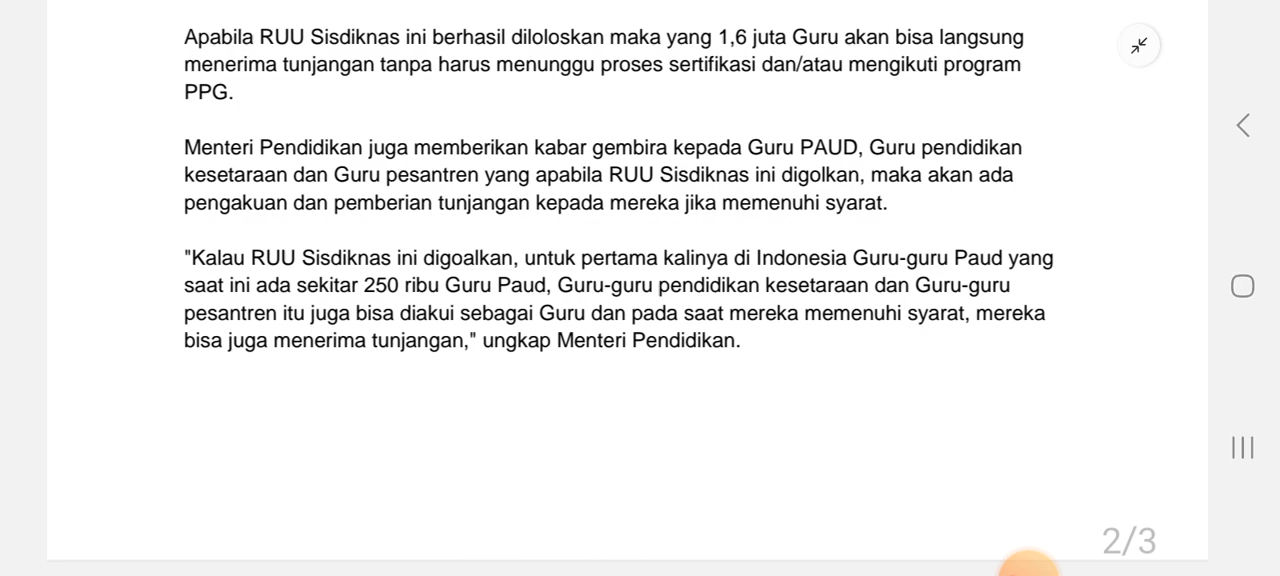 Apabila RUU Sisdiknas ini berhasil diloloskan maka yang 1,6 juta Guru akan bisa langsung
menerima tunjangan tanpa harus menunggu proses sertifikasi dan/atau mengikuti program
PPG.
Menteri Pendidikan juga memberikan kabar gembira kepada Guru PAUD, Guru pendidikan
kesetaraan dan Guru pesantren yang apabila RUU Sisdiknas ini digolkan, maka akan ada
pengakuan dan pemberian tunjangan kepada mereka jika memenuhi syarat.
"Kalau RUU Sisdiknas ini digoalkan, untuk pertama kalinya di Indonesia Guru-guru Paud yang
saat ini ada sekitar 250 ribu Guru Paud, Guru-guru pendidikan kesetaraan dan Guru-guru
pesantren itu juga bisa diakui sebagai Guru dan pada saat mereka memenuhi syarat, mereka
bisa juga menerima tunjangan," ungkap Menteri Pendidikan.
2/3